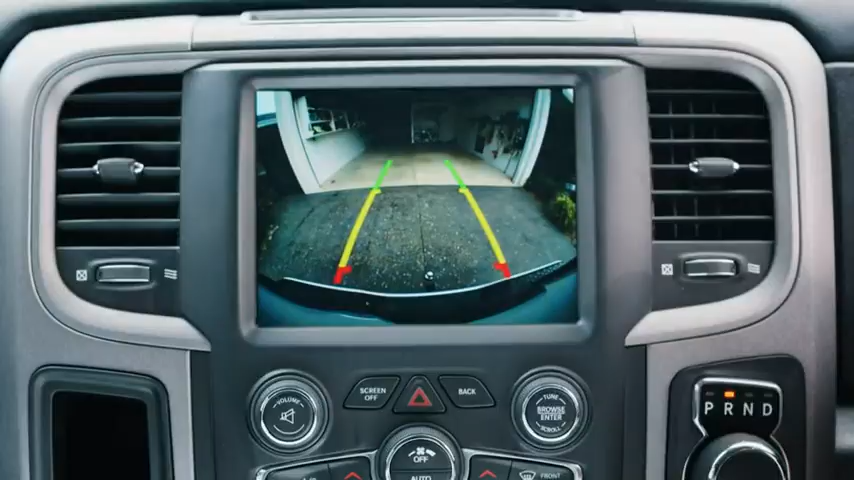 SCREEN
OFF
BACK
VOLUME
TUNE
BROWSE
ENTER
SCROLL
P R N D
OFF
AUTO
FRONT